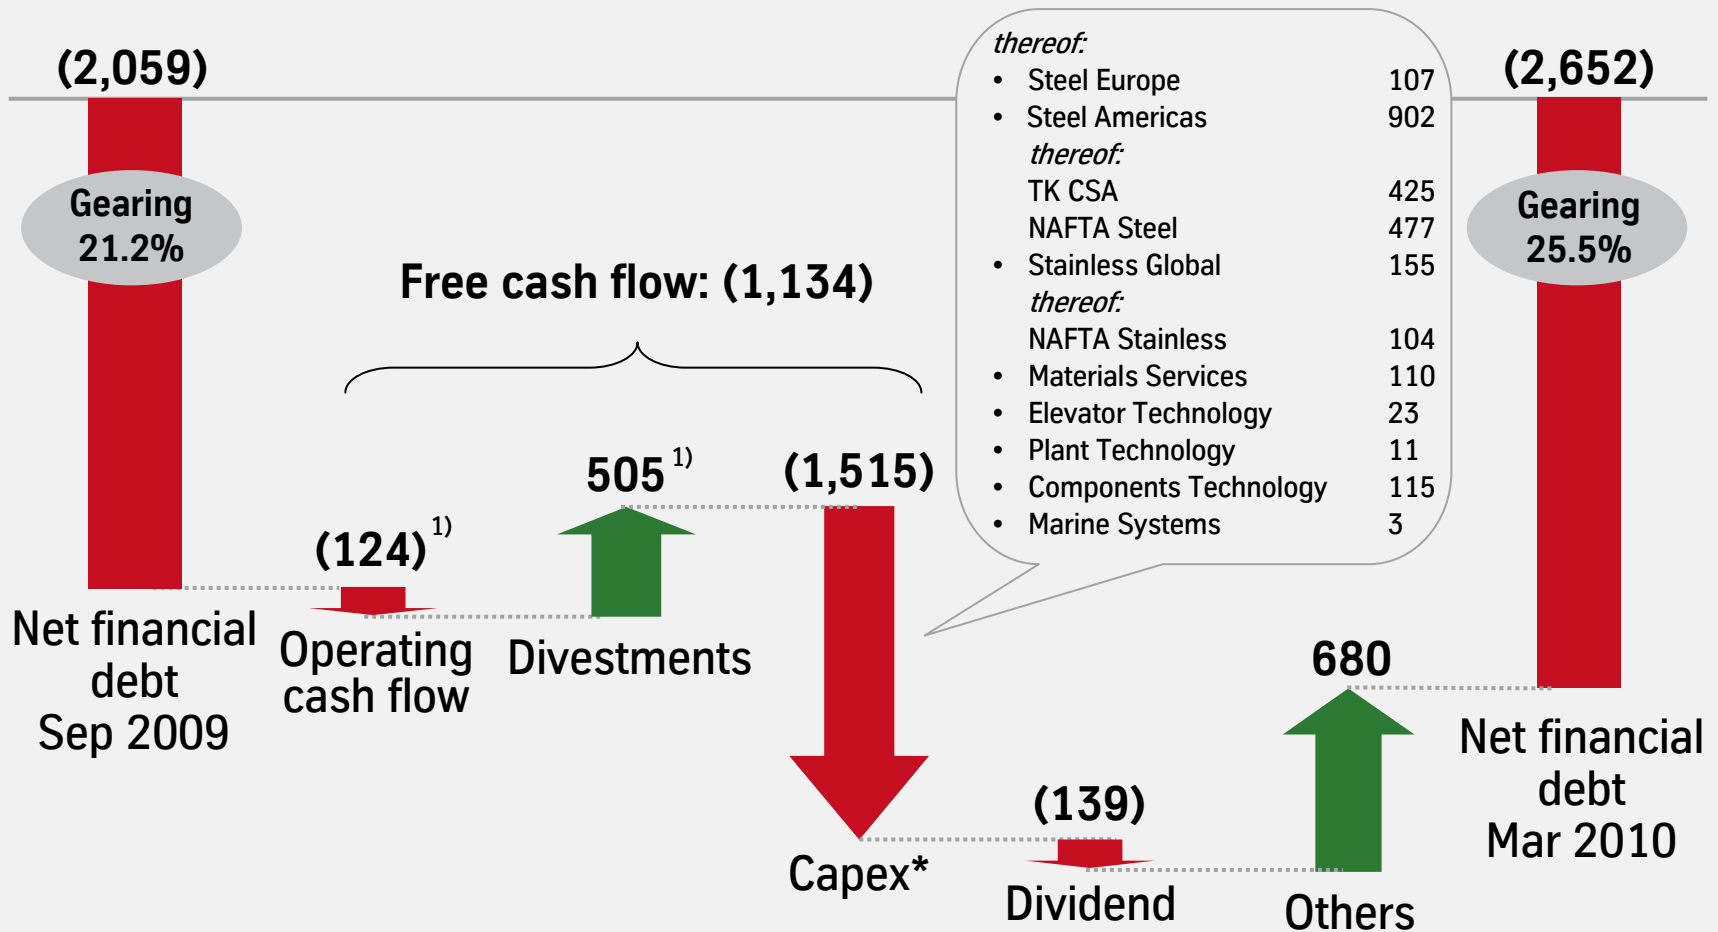 (2,059)
Gearing
21.2%
Net financial
debt
Sep 2009
Free cash flow: (1,134)
(124) 1)
Operating
cash flow
505 1)
Divestments
(1,515)
Capex*
thereof:
• Steel Europe 107
• Steel Americas 902
thereof:
TK CSA 425
NAFTA Steel 477
• Stainless Global 155
thereof:
NAFTA Stainless 104
• Materials Services 110
• Elevator Technology 23
• Plant Technology 11
• Components Technology 115
• Marine Systems 3
(139)
Dividend
680
Others
(2,652)
Gearing
25.5%
Net financial
debt
Mar 2010